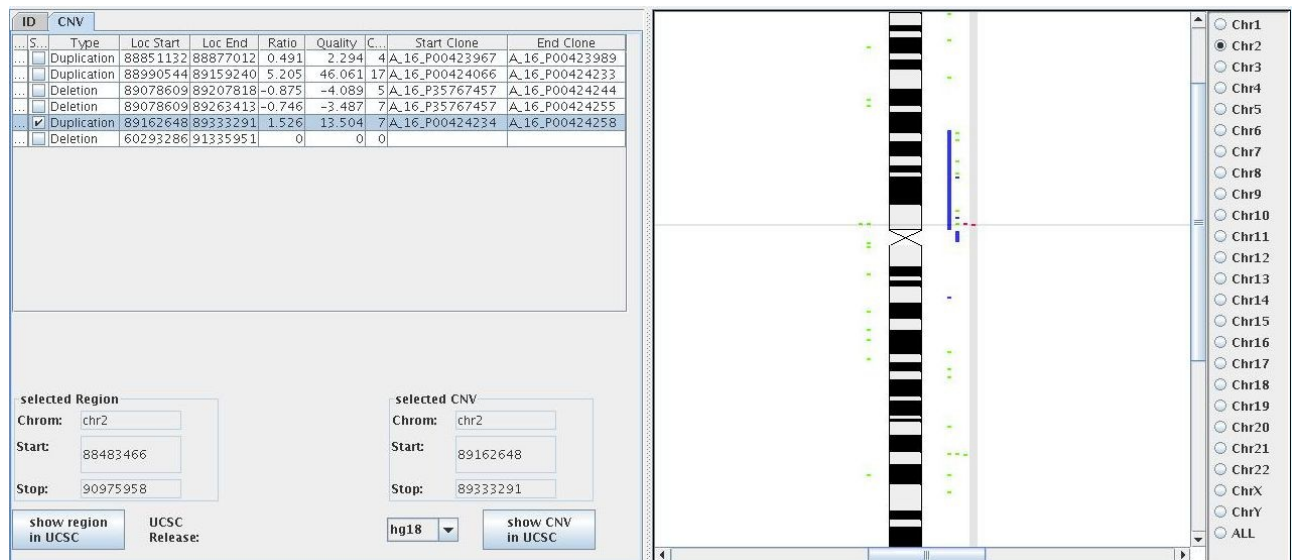 ID CNV
... S... Type Loc Start Loc End Ratio Quality C... Start Clone End Clone
... Duplication 88851132 88877012 0.491 2.294 4 A_16_P00423967 A_16_P00423989
... Duplication 88990544 89159240 5.205 46.061 17 A_16_P00424066 A_16_P00424233
... Deletion 89078609 89207818 -0.875 -4.089 5 A_16_P35767457 A_16_P00424244
... Deletion 89078609 89263413 -0.746 -3.487 7 A_16_P35767457 A_16_P00424255
... Duplication 89162648 89333291 1.526 13.504 7 A_16_P00424234 A_16_P00424258
... Deletion 60293286 91335951 0 0 0
selected Region
Chrom: chr2
Start: 88483466
Stop: 90975958
show region in UCSC
UCSC Release:
selected CNV
Chrom: chr2
Start: 89162648
Stop: 89333291
hg18
show CNV in UCSC
Chr1
Chr2
Chr3
Chr4
Chr5
Chr6
Chr7
Chr8
Chr9
Chr10
Chr11
Chr12
Chr13
Chr14
Chr15
Chr16
Chr17
Chr18
Chr19
Chr20
Chr21
Chr22
ChrX
ChrY
ALL